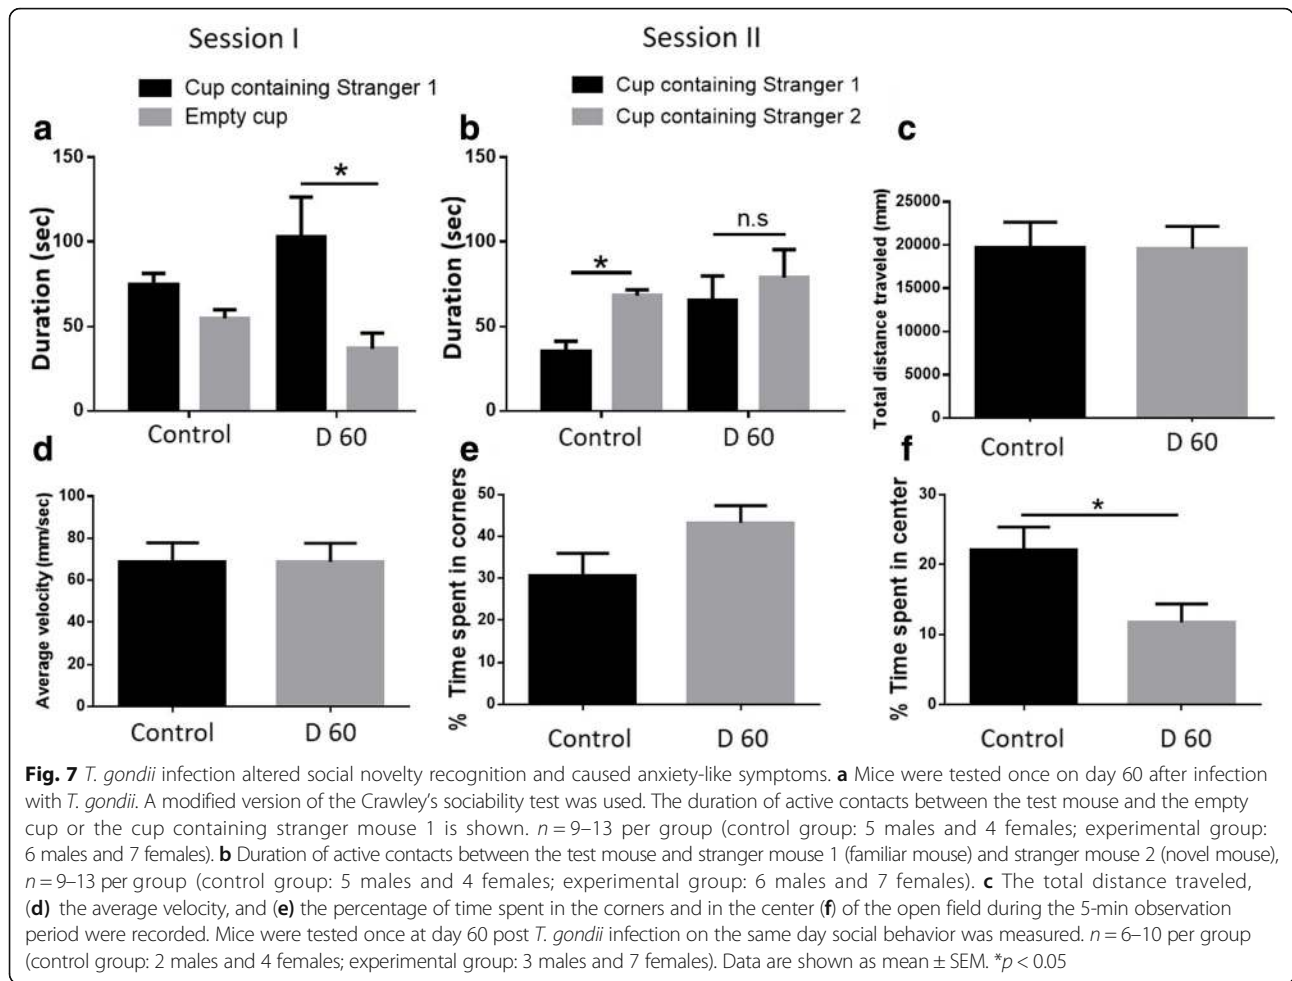 Session I
Cup containing Stranger 1
Empty cup
a
Duration (sec)
150
100
50
0
*
Control
D 60
Session II
Cup containing Stranger 1
Cup containing Stranger 2
b
Duration (sec)
150
100
50
0
*
n.s
Control
D 60
c
Total distance traveled (mm)
25000
20000
15000
10000
5000
0
Control
D 60
d
Average velocity (mm/sec)
100
80
60
40
20
0
Control
D 60
e
% Time spent in corners
50
40
30
20
10
0
Control
D 60
f
% Time spent in center
30
20
10
0
*
Control
D 60
Fig. 7 T. gondii infection altered social novelty recognition and caused anxiety-like symptoms. a Mice were tested once on day 60 after infection
with T. gondii. A modified version of the Crawley's sociability test was used. The duration of active contacts between the test mouse and the empty
cup or the cup containing stranger mouse 1 is shown. n = 9–13 per group (control group: 5 males and 4 females; experimental group:
6 males and 7 females). b Duration of active contacts between the test mouse and stranger mouse 1 (familiar mouse) and stranger mouse 2 (novel mouse),
n = 9–13 per group (control group: 5 males and 4 females; experimental group: 6 males and 7 females). c The total distance traveled,
(d) the average velocity, and (e) the percentage of time spent in the corners and in the center (f) of the open field during the 5-min observation
period were recorded. Mice were tested once at day 60 post T. gondii infection on the same day social behavior was measured. n = 6–10 per group
(control group: 2 males and 4 females; experimental group: 3 males and 7 females). Data are shown as mean ± SEM. *p < 0.05